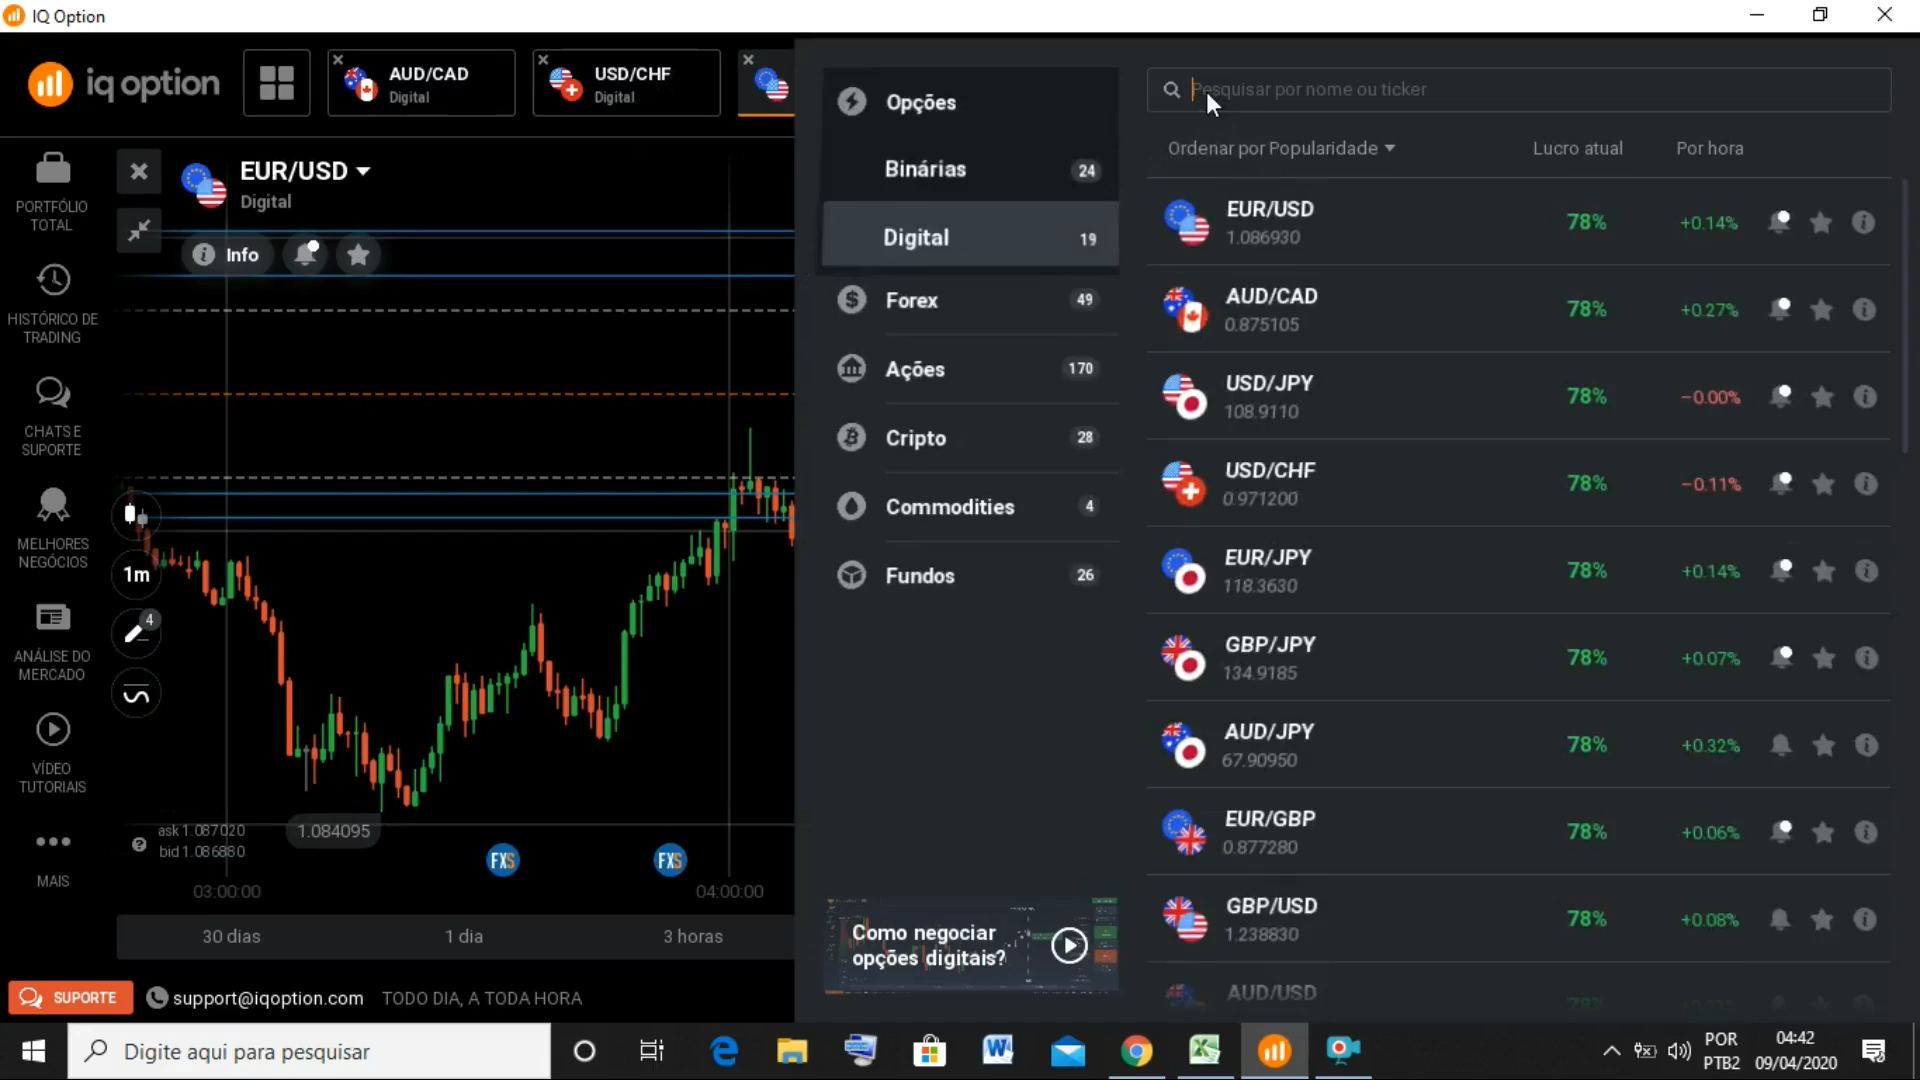 IQ Option
iq option
AUD/CAD
Digital
USD/CHF
Digital
PORTFÓLIO
TOTAL
HISTÓRICO DE
TRADING
CHATS E
SUPORTE
MELHORES
NEGÓCIOS
ANÁLISE DO
MERCADO
VÍDEO
TUTORIAIS
MAIS
EUR/USD
Digital
Info
1m
4
ask 1.087020
bid 1.086880
1.084095
FXS
FXS
03:00:00
04:00:00
30 dias
1 dia
3 horas
Opções
Binárias 24
Digital 19
Forex 49
Ações 170
Cripto 28
Commodities 4
Fundos 26
Como negociar
opções digitais?
Pesquisar por nome ou ticker
Ordenar por Popularidade Lucro atual Por hora
EUR/USD
1.086930
78% +0.14%
AUD/CAD
0.875105
78% +0.27%
USD/JPY
108.9110
78% −0.00%
USD/CHF
0.971200
78% −0.11%
EUR/JPY
118.3630
78% +0.14%
GBP/JPY
134.9185
78% +0.07%
AUD/JPY
67.90950
78% +0.32%
EUR/GBP
0.877280
78% +0.06%
GBP/USD
1.238830
78% +0.08%
AUD/USD
78%
SUPORTE
support@iqoption.com
TODO DIA, A TODA HORA
Digite aqui para pesquisar
POR
PTB2
04:42
09/04/2020